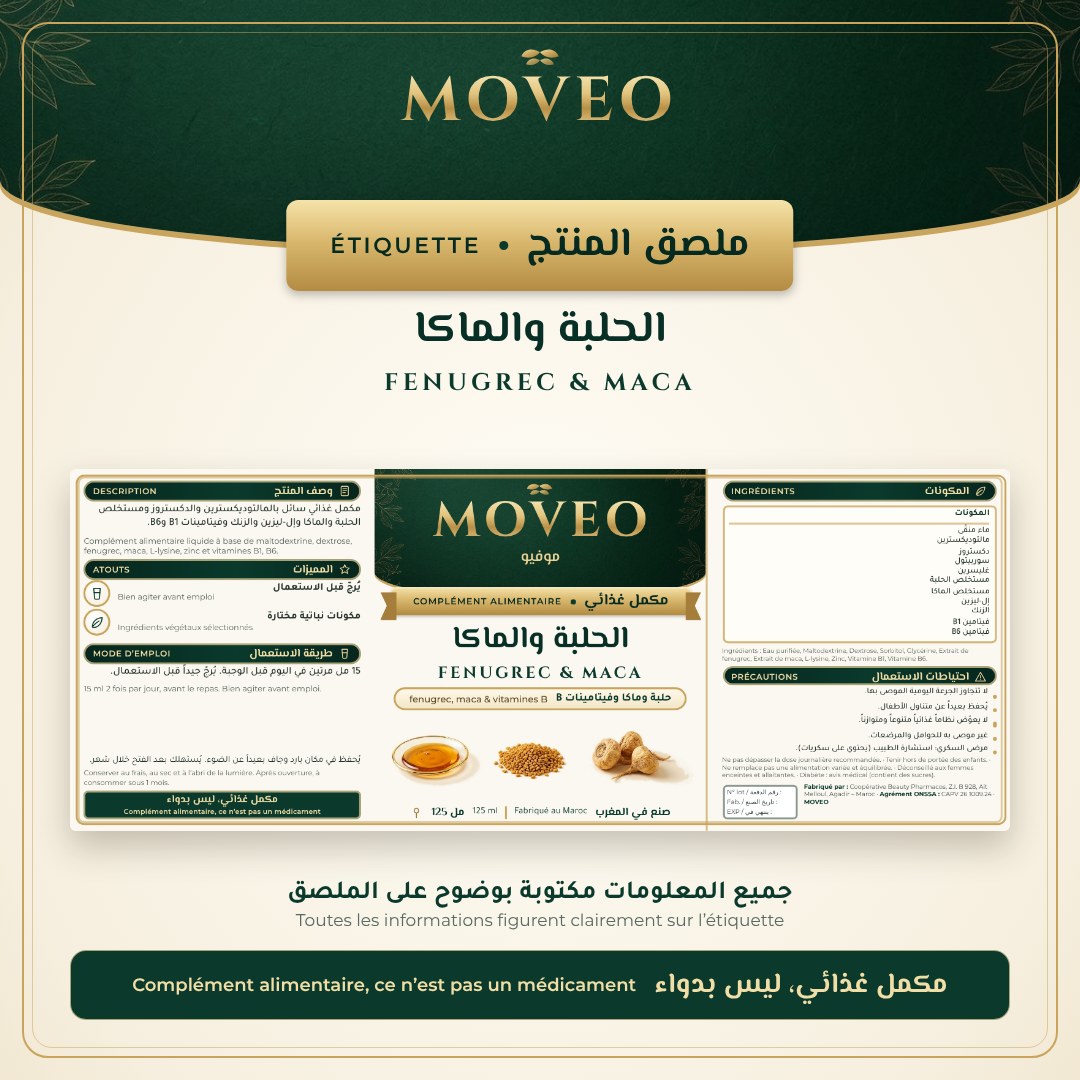 MOVEO
ÉTIQUETTE • ملصق المنتج
الحلبة والماكا
FENUGREC & MACA
DESCRIPTION وصف المنتج
مكمل غذائي سائل بالمالتوديكسترين والدكستروز ومستخلص
الحلبة والماكا وإل-ليزين والزنك وفيتامينات B1 وB6.
Complément alimentaire liquide à base de maltodextrine, dextrose,
fenugrec, maca, L-lysine, zinc et vitamines B1, B6.
ATOUTS المميزات
يُرجّ قبل الاستعمال
Bien agiter avant emploi
مكونات نباتية مختارة
Ingrédients végétaux sélectionnés
MODE D'EMPLOI طريقة الاستعمال
15 مل مرتين في اليوم قبل الوجبة. يُرجّ جيداً قبل الاستعمال.
15 ml 2 fois par jour, avant le repas. Bien agiter avant emploi.
يُحفظ في مكان بارد وجاف بعيداً عن الضوء. يُستهلك بعد الفتح خلال شهر.
Conserver au frais, au sec et à l'abri de la lumière. Après ouverture, à
consommer sous 1 mois.
مكمل غذائي، ليس بدواء
Complément alimentaire, ce n'est pas un médicament
MOVEO
موفيو
COMPLÉMENT ALIMENTAIRE • مكمل غذائي
الحلبة والماكا
FENUGREC & MACA
fenugrec, maca & vitamines B حلبة وماكا وفيتامينات B
125 مل 125 ml | Fabriqué au Maroc صنع في المغرب
INGRÉDIENTS المكونات
المكونات
ماء منقّى
مالتوديكسترين
دكستروز
سوربيتول
غليسرين
مستخلص الحلبة
مستخلص الماكا
إل-ليزين
الزنك
فيتامين B1
فيتامين B6
Ingrédients : Eau purifiée, Maltodextrine, Dextrose, Sorbitol, Glycérine, Extrait de
fenugrec, Extrait de maca, L-lysine, Zinc, Vitamine B1, Vitamine B6.
PRÉCAUTIONS احتياطات الاستعمال
لا تتجاوز الجرعة اليومية الموصى بها.
يُحفظ بعيداً عن متناول الأطفال.
لا يعوّض نظاماً غذائياً متنوعاً ومتوازناً.
غير موصى به للحوامل والمرضعات.
مرضى السكري: استشارة الطبيب (يحتوي على سكريات).
Ne pas dépasser la dose journalière recommandée. · Tenir hors de portée des enfants. ·
Ne remplace pas une alimentation variée et équilibrée. · Déconseillé aux femmes
enceintes et allaitantes. · Diabète : avis médical (contient des sucres).
N° lot / رقم الدفعة :
Fab. / تاريخ الصنع :
EXP / ينتهي في :
Fabriqué par : Coopérative Beauty Pharmacos, Z.I. B 928, Ait
Melloul, Agadir – Maroc · Agrément ONSSA : CAPV 26 1009 24 ·
MOVEO
جميع المعلومات مكتوبة بوضوح على الملصق
Toutes les informations figurent clairement sur l'étiquette
Complément alimentaire, ce n'est pas un médicament مكمل غذائي، ليس بدواء